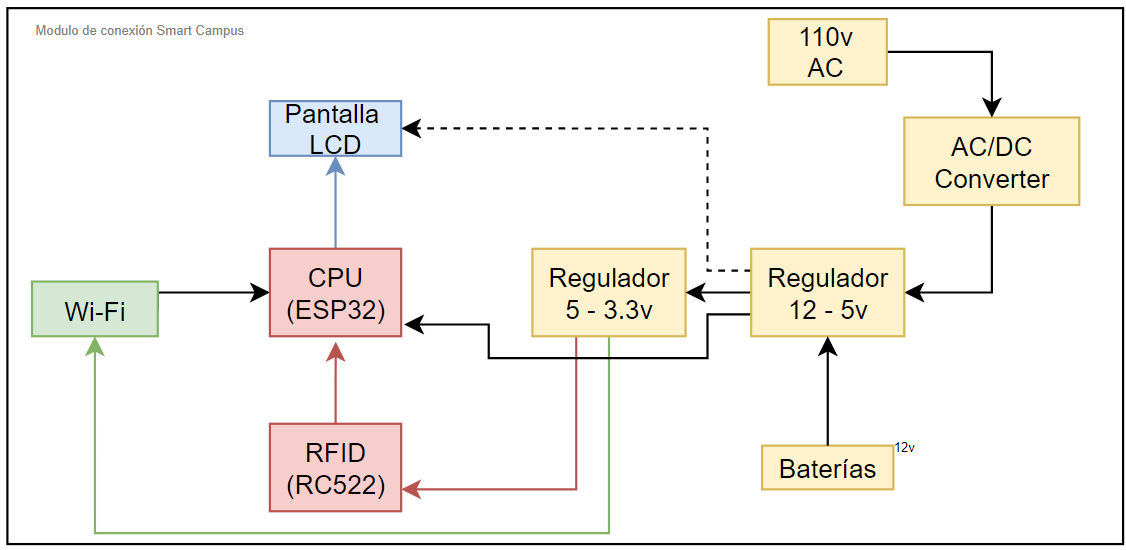 Modulo de conexión Smart Campus
110v
AC
Pantalla
LCD
AC/DC
Converter
CPU
(ESP32)
Regulador
5 - 3.3v
Regulador
12 - 5v
Wi-Fi
RFID
(RC522)
12v
Baterías